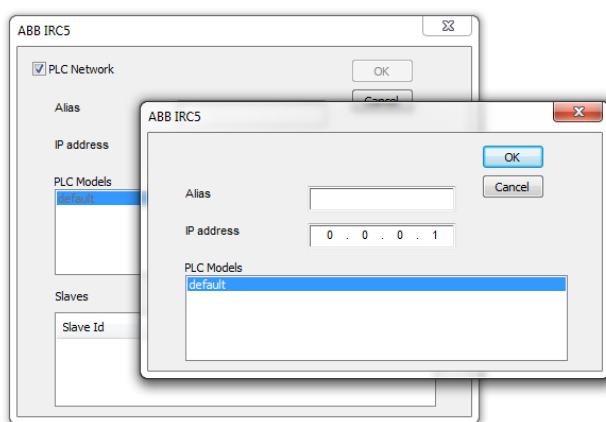 ABB IRC5
PLC Network
OK
Alias
Cancel
IP address
PLC Models
default
Slaves
Slave Id
ABB IRC5
OK
Alias
Cancel
IP address
0 . 0 . 0 . 1
PLC Models
default